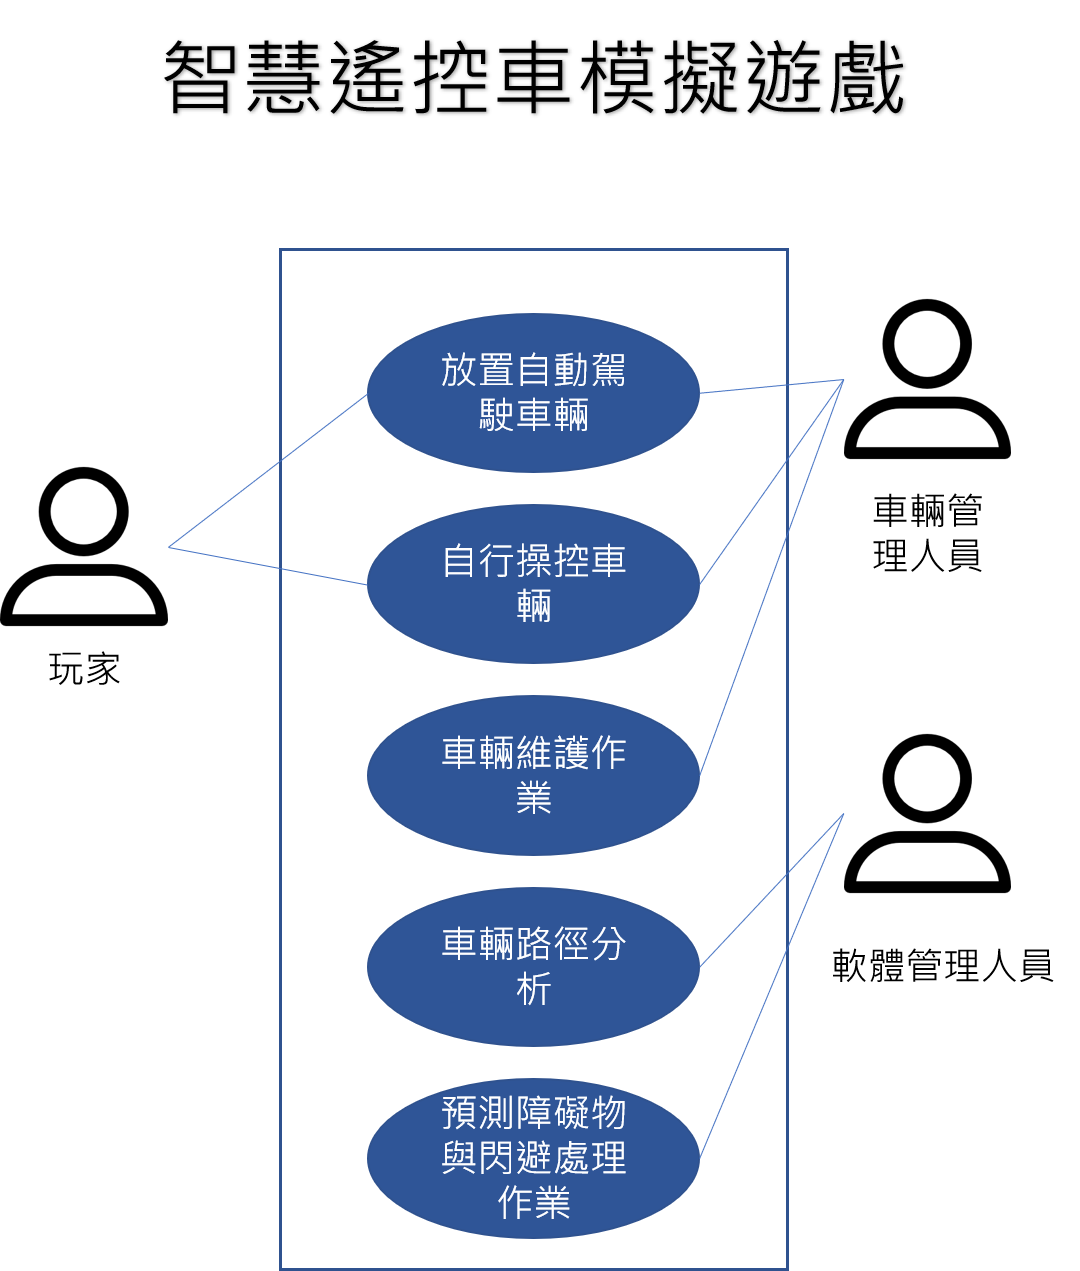 智慧遙控車模擬遊戲
放置自動駕
駛車輛
自行操控車
輛
車輛維護作
業
車輛路徑分
析
預測障礙物
與閃避處理
作業
玩家
車輛管
理人員
軟體管理人員